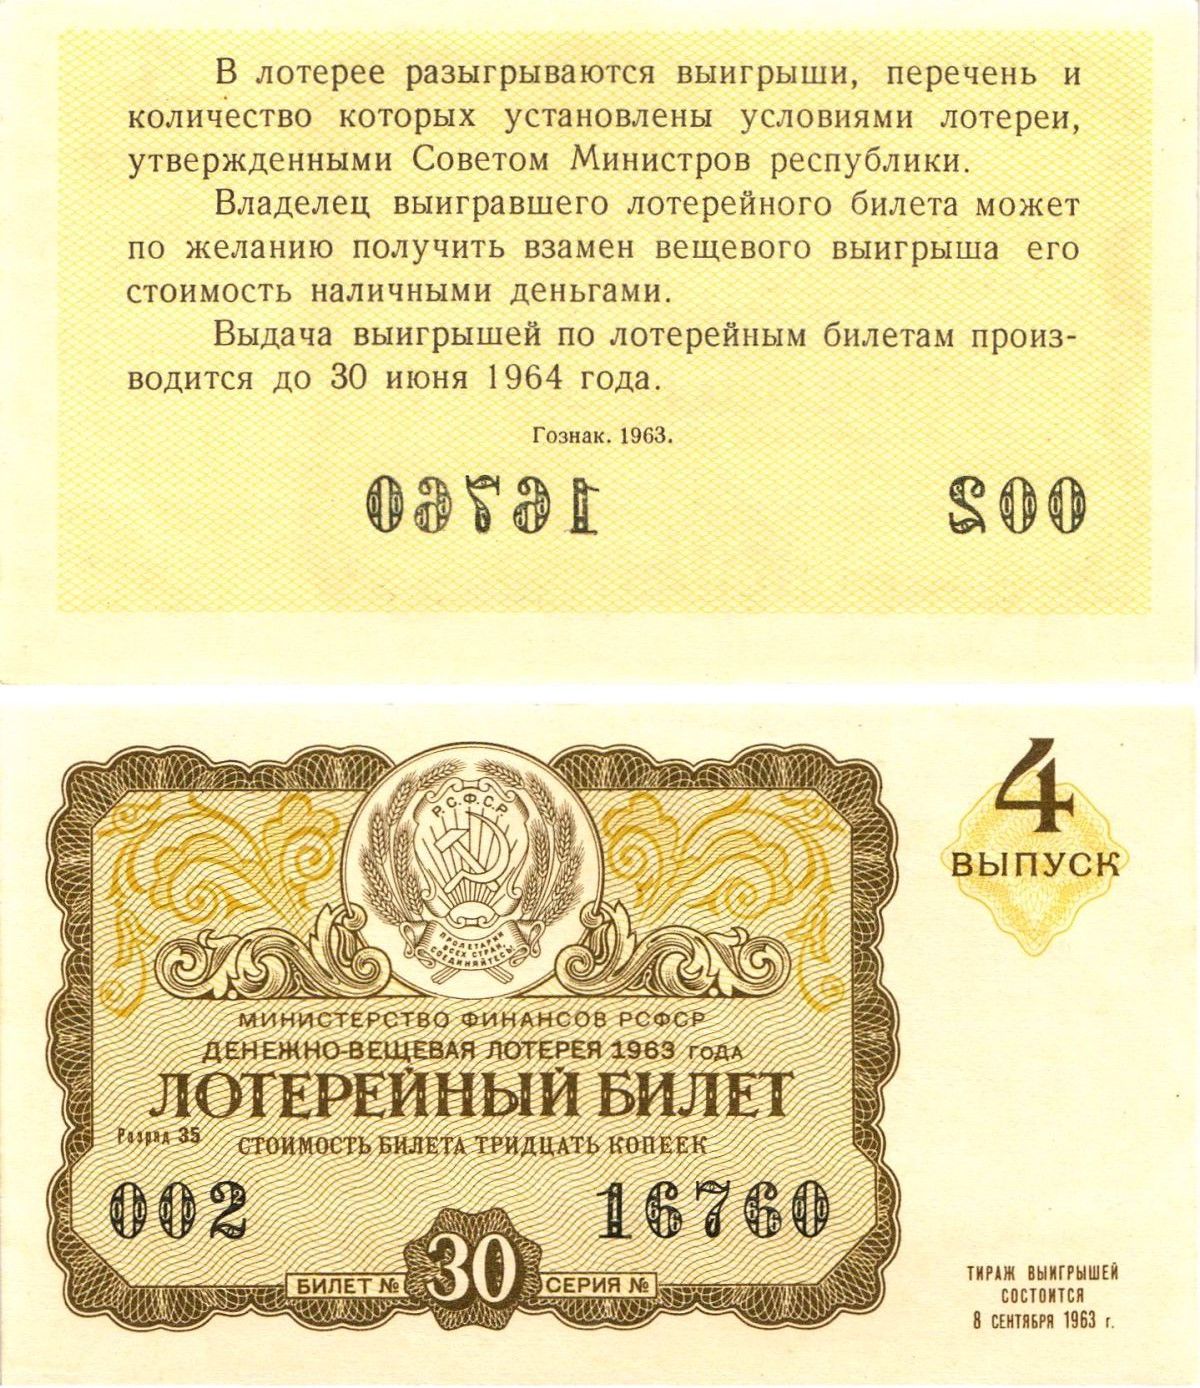 В лотерее разыгрываются выигрыши, перечень и
количество которых установлены условиями лотереи,
утвержденными Советом Министров республики.
Владелец выигравшего лотерейного билета может
по желанию получить взамен вещевого выигрыша его
стоимость наличными деньгами.
Выдача выигрышей по лотерейным билетам произ-
водится до 30 июня 1964 года.
Гознак. 1963.
16760 002
4
ВЫПУСК
Р.С.Ф.С.Р.
ПРОЛЕТАРИИ
ВСЕХ СТРАН,
СОЕДИНЯЙТЕСЬ!
МИНИСТЕРСТВО ФИНАНСОВ РСФСР
ДЕНЕЖНО-ВЕЩЕВАЯ ЛОТЕРЕЯ 1963 ГОДА
ЛОТЕРЕЙНЫЙ БИЛЕТ
Разряд 35 СТОИМОСТЬ БИЛЕТА ТРИДЦАТЬ КОПЕЕК
002 16760
БИЛЕТ № 30 СЕРИЯ №
ТИРАЖ ВЫИГРЫШЕЙ
СОСТОИТСЯ
8 СЕНТЯБРЯ 1963 г.